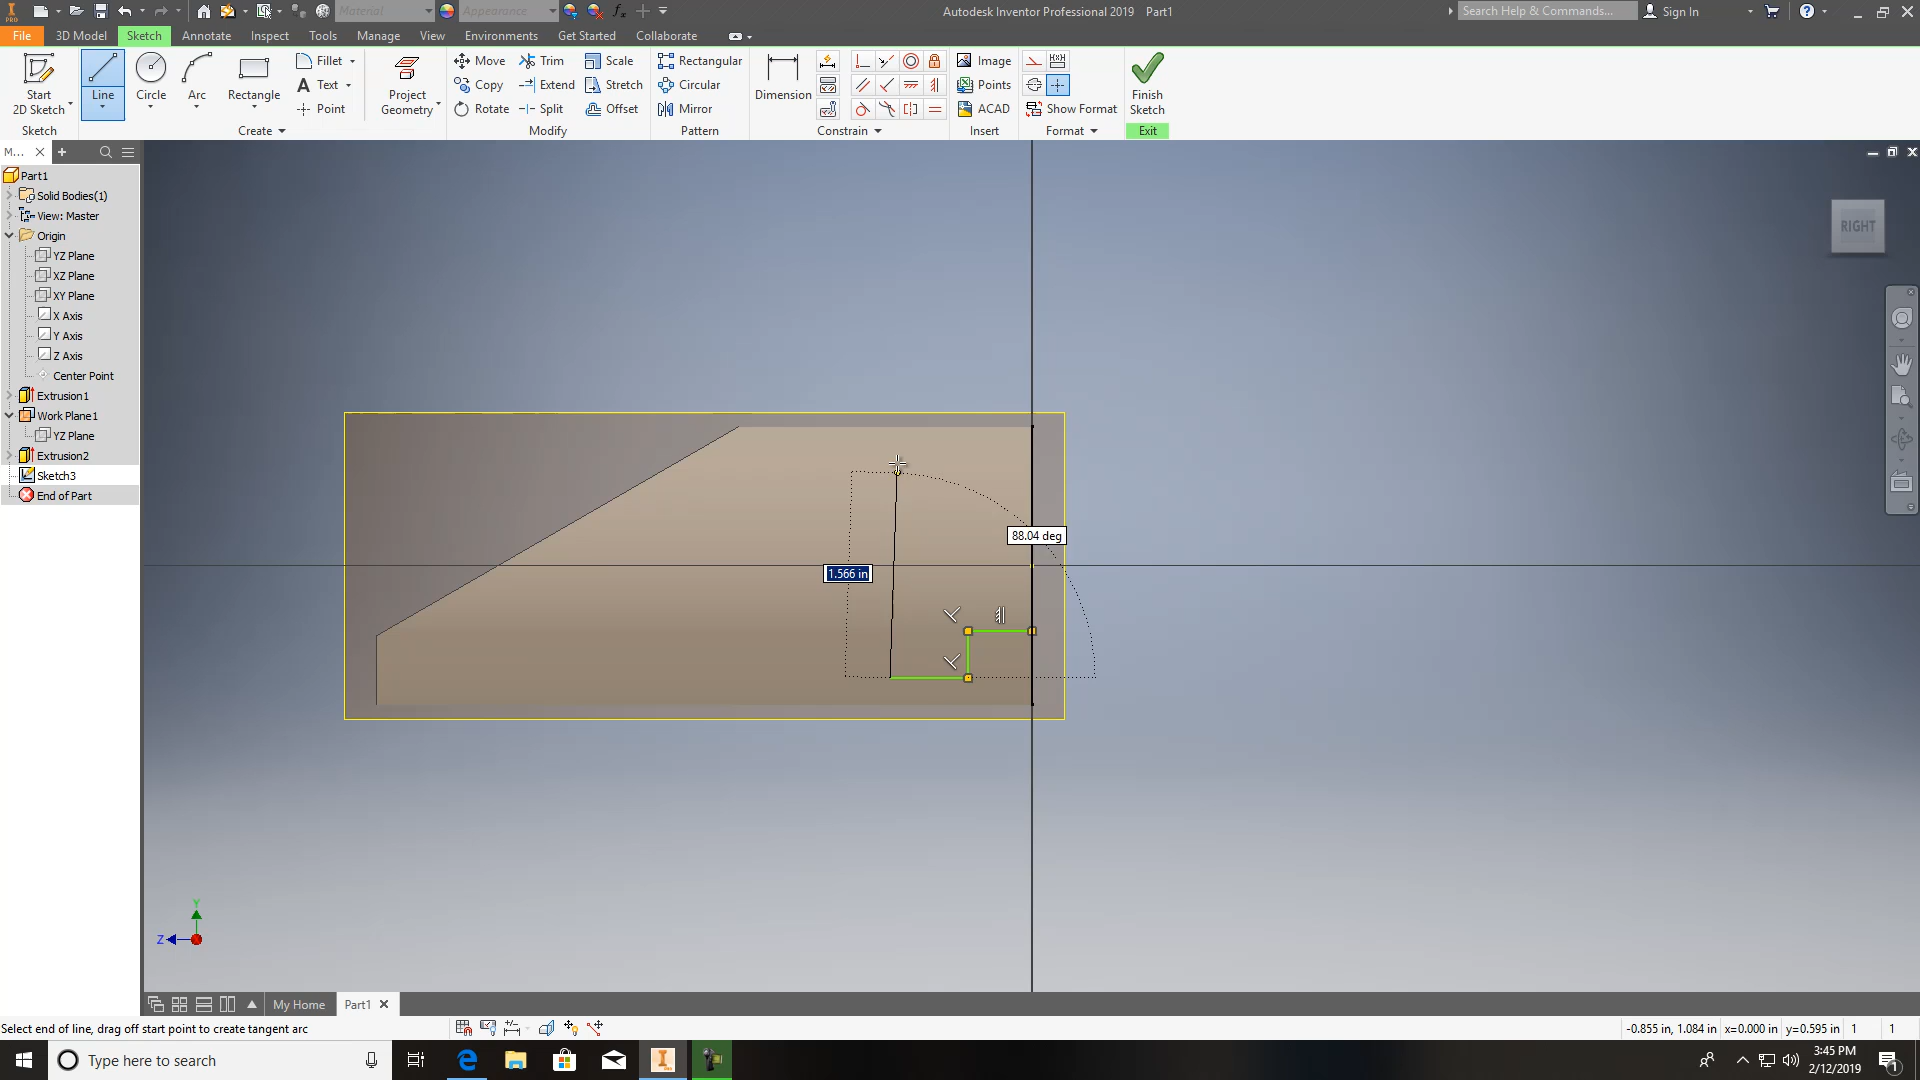 Material
Appearance
Autodesk Inventor Professional 2019   Part1
Search Help & Commands...
Sign In
PRO
File
3D Model
Sketch
Annotate
Inspect
Tools
Manage
View
Environments
Get Started
Collaborate
Start
2D Sketch
Line
Circle
Arc
Rectangle
Fillet
Text
Point
Project
Geometry
Move
Copy
Rotate
Trim
Extend
Split
Scale
Stretch
Offset
Rectangular
Circular
Mirror
Dimension
Image
Points
ACAD
Show Format
Finish
Sketch
Sketch
Create
Modify
Pattern
Constrain
Insert
Format
Exit
M...
Part1
Solid Bodies(1)
View: Master
Origin
YZ Plane
XZ Plane
XY Plane
X Axis
Y Axis
Z Axis
Center Point
Extrusion1
Work Plane1
YZ Plane
Extrusion2
Sketch3
End of Part
RIGHT
88.04 deg
1.566 in
Y
Z
My Home
Part1
Select end of line, drag off start point to create tangent arc
-0.855 in, 1.084 in
x=0.000 in
y=0.595 in
1
1
Type here to search
3:45 PM
2/12/2019
1